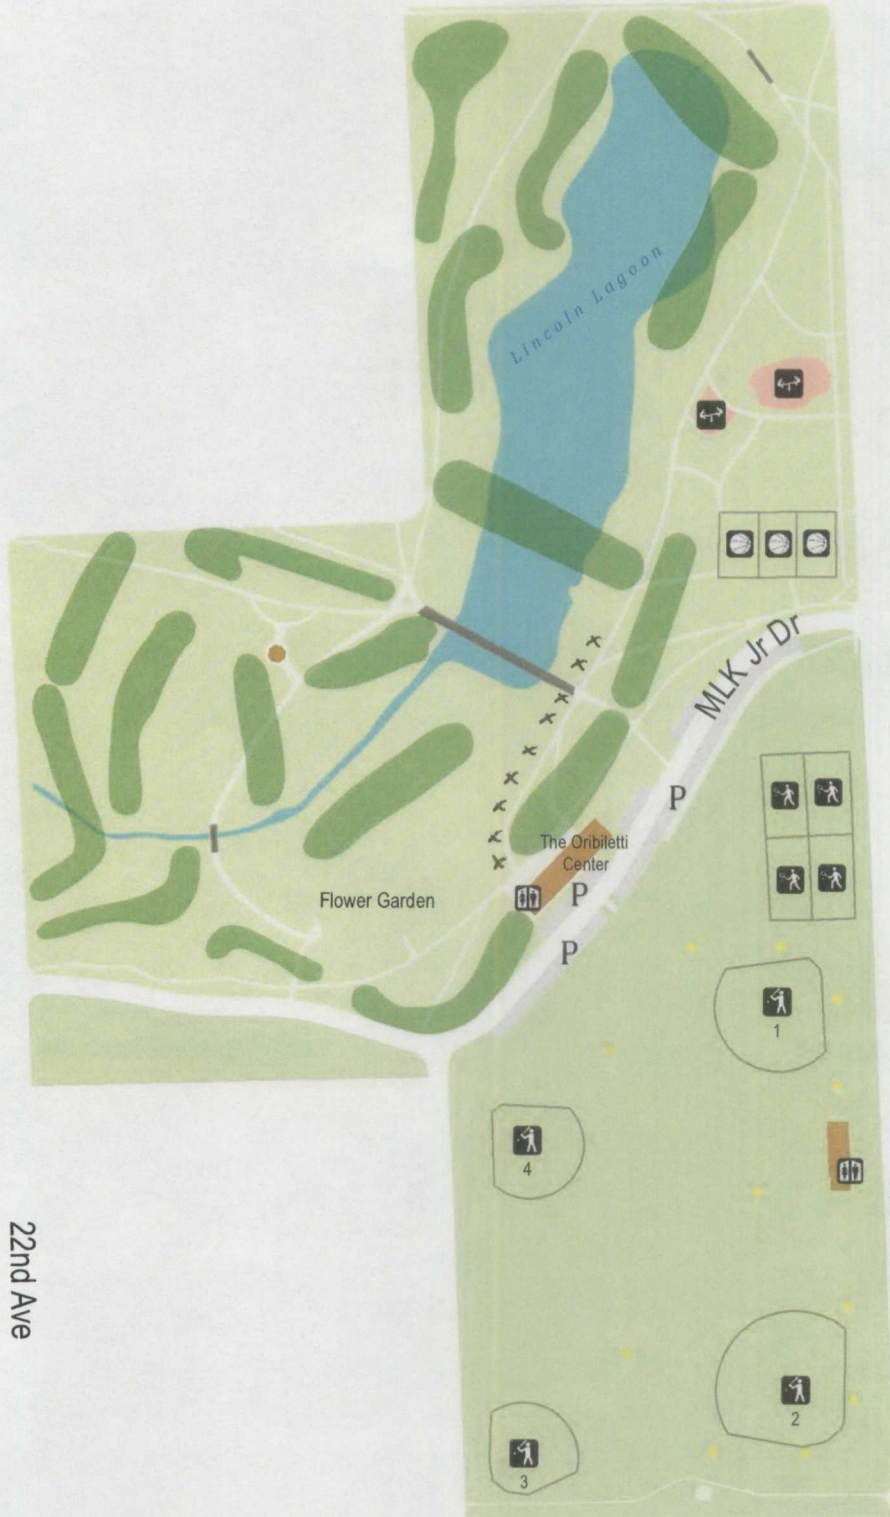 Lincoln Lagoon
MLK Jr Dr
P
The Oribiletti
Center
P
Flower Garden
P
1
4
22nd Ave
2
3